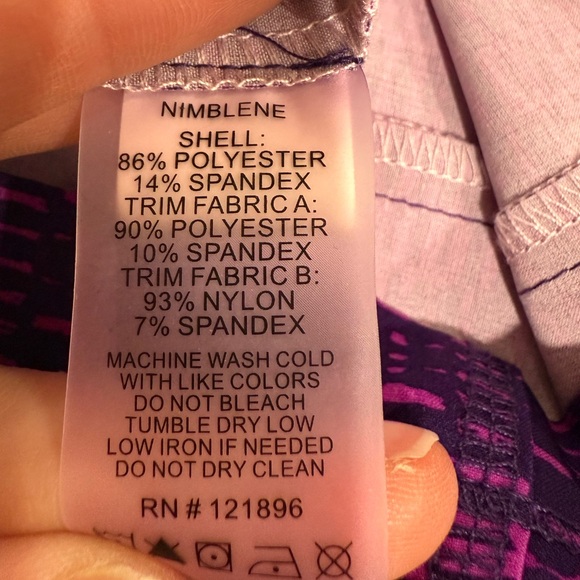 NIMBLENE
SHELL:
86% POLYESTER
14% SPANDEX
TRIM FABRIC A:
90% POLYESTER
10% SPANDEX
TRIM FABRIC B:
93% NYLON
7% SPANDEX
MACHINE WASH COLD
WITH LIKE COLORS
DO NOT BLEACH
TUMBLE DRY LOW
LOW IRON IF NEEDED
DO NOT DRY CLEAN
RN # 121896